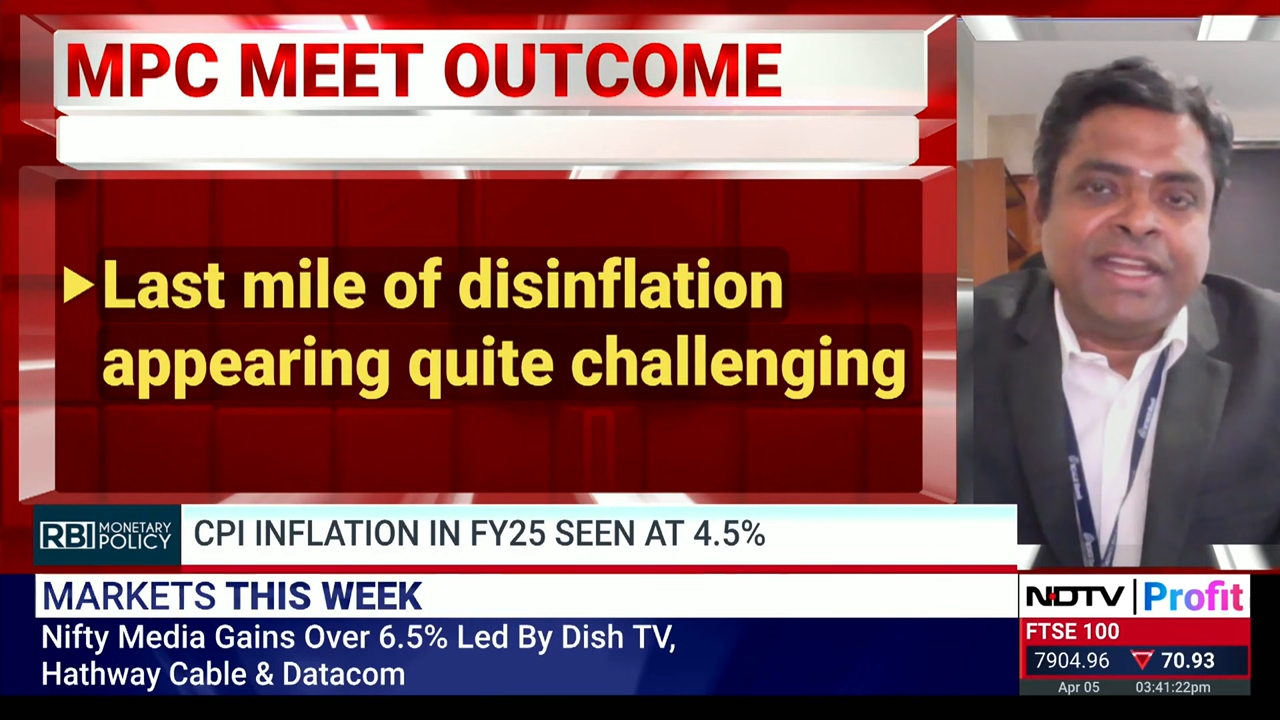 MPC MEET OUTCOME
Last mile of disinflation
appearing quite challenging
RBI MONETARY POLICY
CPI INFLATION IN FY25 SEEN AT 4.5%
MARKETS THIS WEEK
Nifty Media Gains Over 6.5% Led By Dish TV,
Hathway Cable & Datacom
NDTV Profit
FTSE 100
7904.96 70.93
Apr 05 03:41:22pm